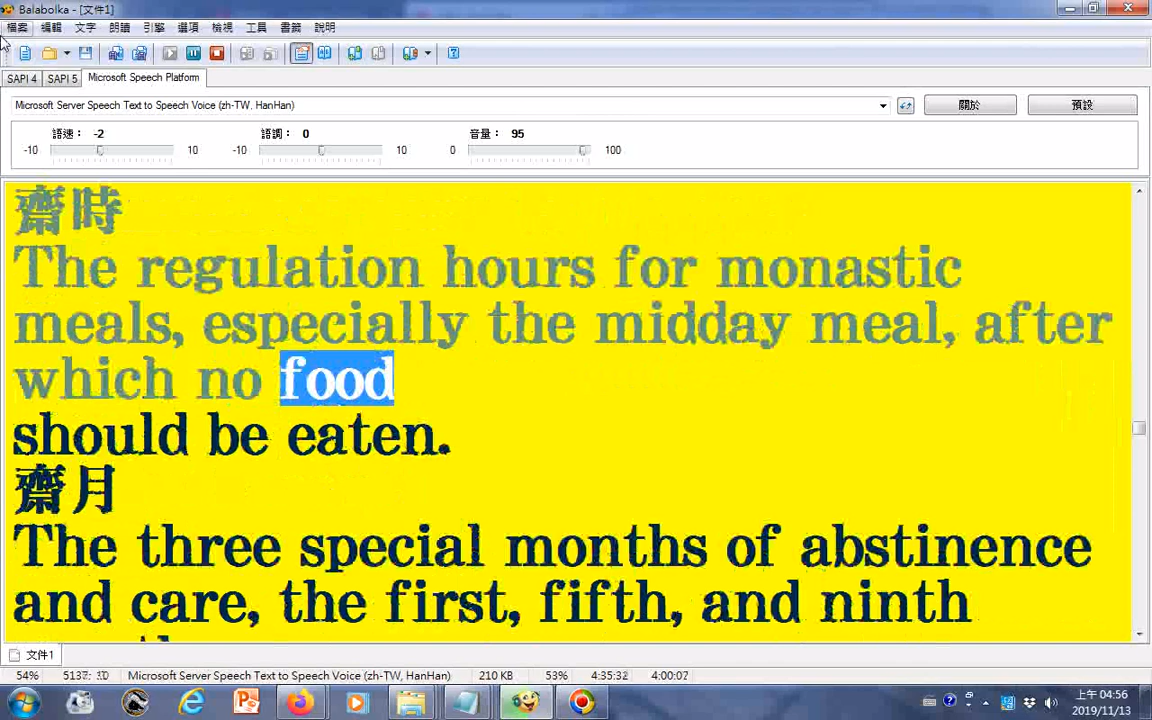 Balabolka - [文件1]
檔案 編輯 文字 朗讀 引擎 選項 檢視 工具 書籤 說明
SAPI 4 SAPI 5 Microsoft Speech Platform
Microsoft Server Speech Text to Speech Voice (zh-TW, HanHan) 關於 預設
語速： -2 語調： 0 音量： 95
-10 10 -10 10 0 100
齋時
The regulation hours for monastic
meals, especially the midday meal, after
which no food
should be eaten.
齋月
The three special months of abstinence
and care, the first, fifth, and ninth
文件1
54% Microsoft Server Speech Text to Speech Voice (zh-TW, HanHan) 210 KB 53% 4:35:32 4:00:07
上午 04:56
2019/11/13